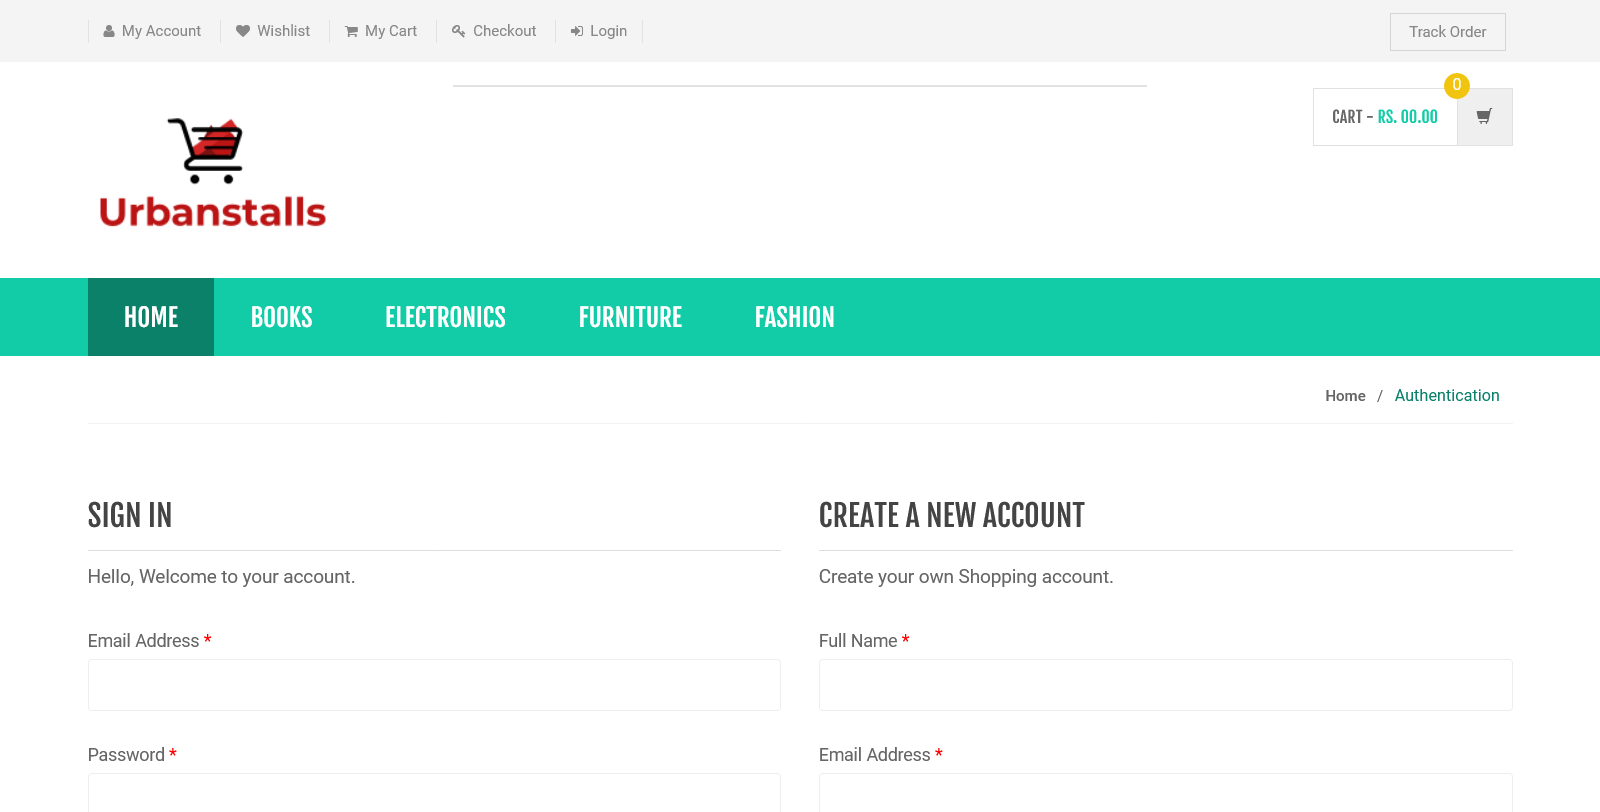 My Account Wishlist My Cart Checkout Login Track Order
0
CART - RS. 00.00
Urbanstalls
HOME BOOKS ELECTRONICS FURNITURE FASHION
Home / Authentication
SIGN IN
Hello, Welcome to your account.
Email Address *
Password *
CREATE A NEW ACCOUNT
Create your own Shopping account.
Full Name *
Email Address *